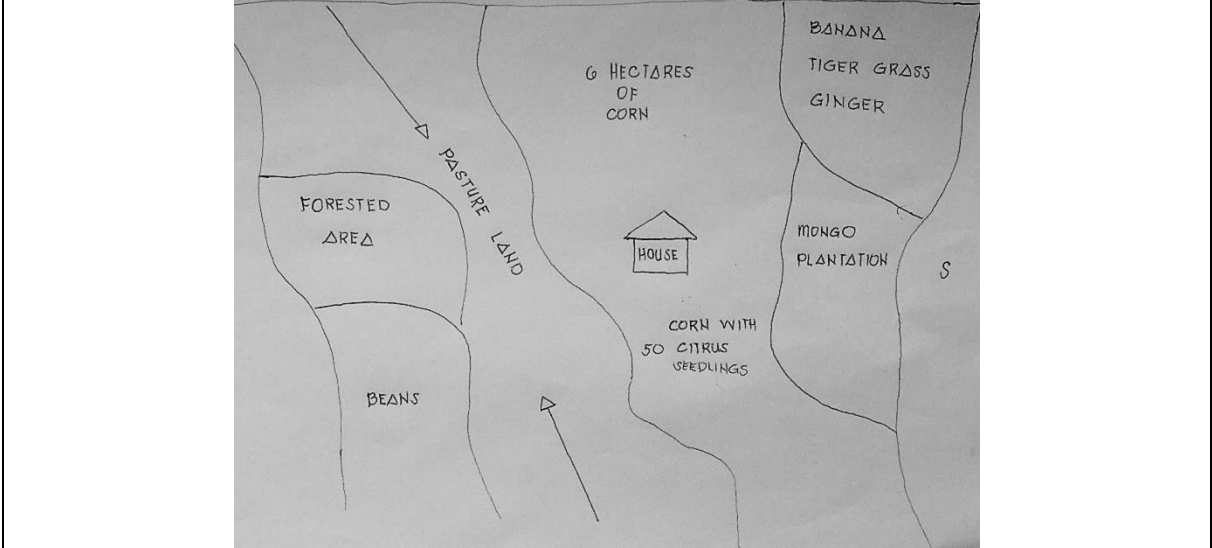 BANANA
TIGER GRASS
GINGER
6 HECTARES
OF
CORN
PASTURE LAND
FORESTED
AREA
HOUSE
MONGO
PLANTATION
S
CORN WITH
50 CITRUS
SEEDLINGS
BEANS